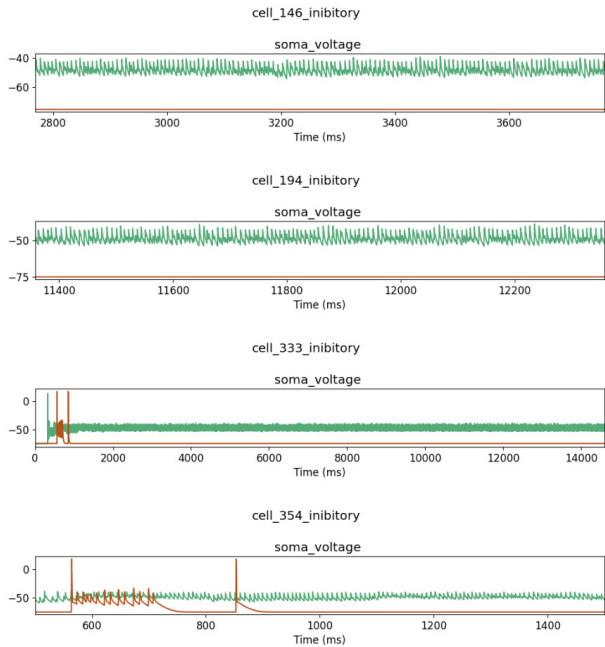 cell_146_inibitory
soma_voltage
−40
−60
2800 3000 3200 3400 3600
Time (ms)
cell_194_inibitory
soma_voltage
−50
−75
11400 11600 11800 12000 12200
Time (ms)
cell_333_inibitory
soma_voltage
0
−50
0 2000 4000 6000 8000 10000 12000 14000
Time (ms)
cell_354_inibitory
soma_voltage
0
−50
600 800 1000 1200 1400
Time (ms)